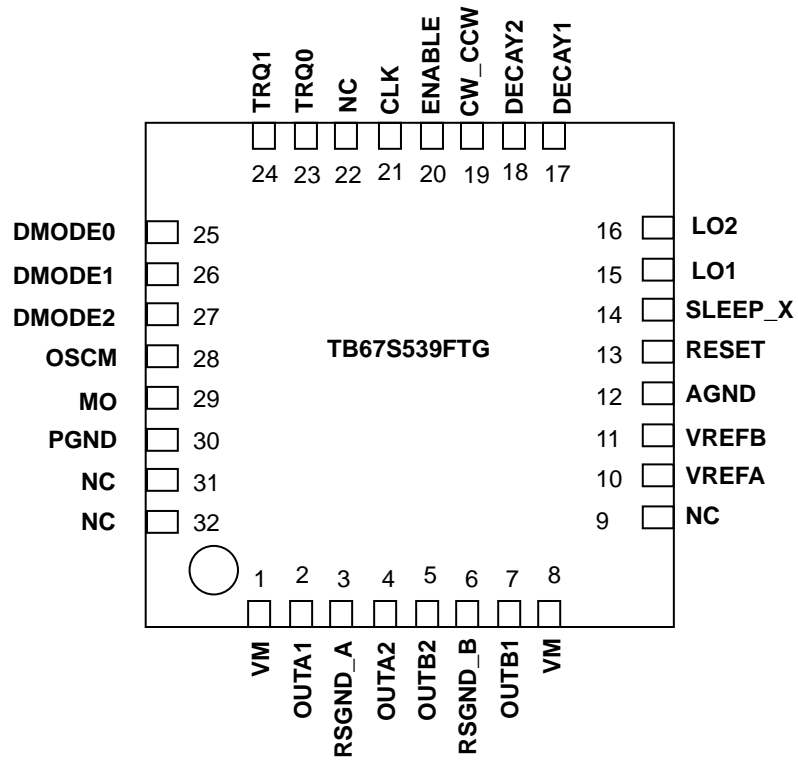 TRQ1 TRQ0 NC CLK ENABLE CW_CCW DECAY2 DECAY1
24 23 22 21 20 19 18 17
DMODE0 25 16 LO2
DMODE1 26 15 LO1
DMODE2 27 14 SLEEP_X
OSCM 28 TB67S539FTG 13 RESET
MO 29 12 AGND
PGND 30 11 VREFB
NC 31 10 VREFA
NC 32 9 NC
1 2 3 4 5 6 7 8
VM OUTA1 RSGND_A OUTA2 OUTB2 RSGND_B OUTB1 VM